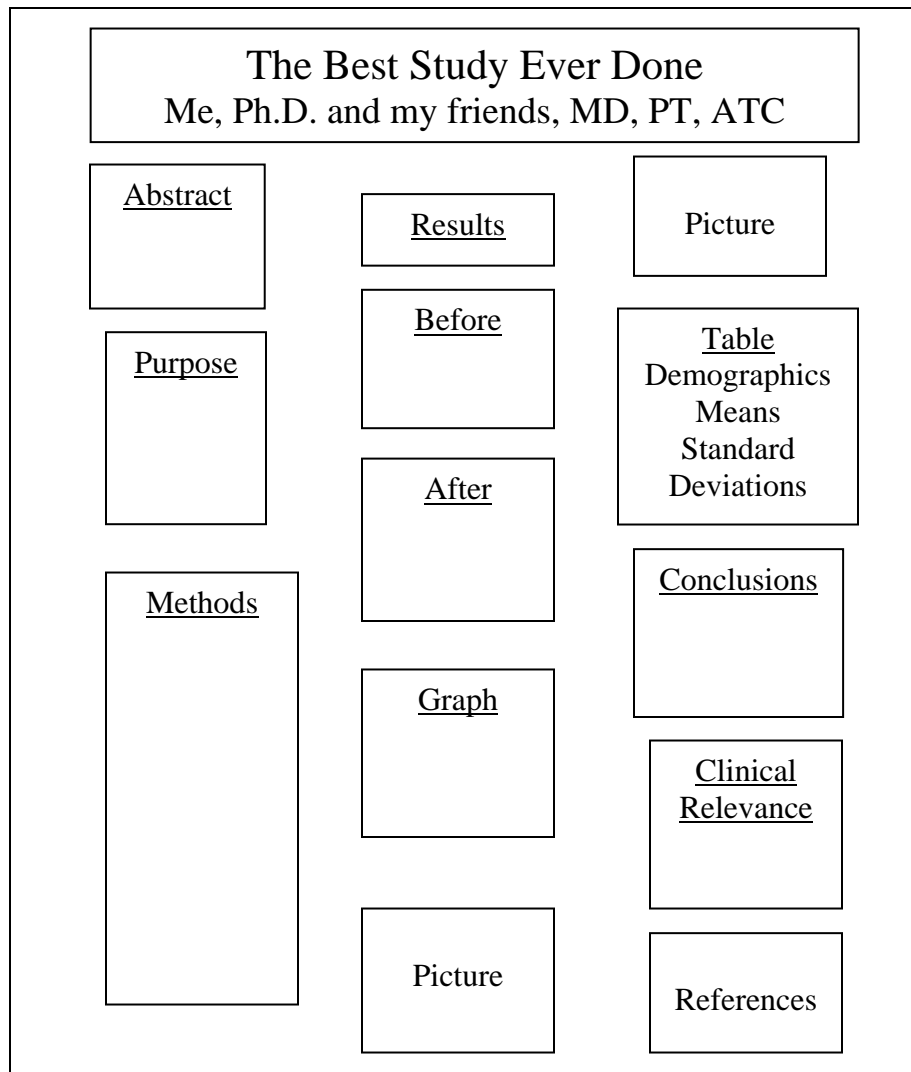 The Best Study Ever Done
Me, Ph.D. and my friends, MD, PT, ATC
Abstract
Purpose
Methods
Results
Before
After
Graph
Picture
Picture
Table
Demographics
Means
Standard
Deviations
Conclusions
Clinical
Relevance
References